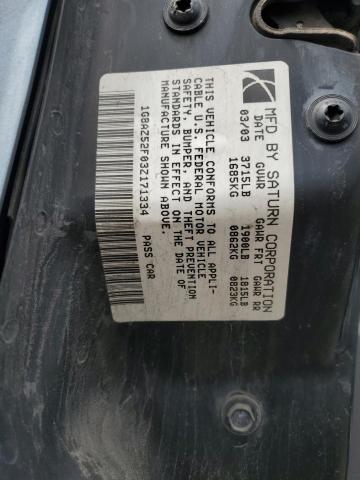 MFD BY SATURN CORPORATION
DATE GVWR GAWR FRT GAWR RR
03/03 3715LB 1900LB 1815LB
1685KG 0862KG 0823KG
THIS VEHICLE CONFORMS TO ALL APPLI-
CABLE U.S. FEDERAL MOTOR VEHICLE
SAFETY, BUMPER, AND THEFT PREVENTION
STANDARDS IN EFFECT ON THE DATE OF
MANUFACTURE SHOWN ABOVE.
1G8AZ52F03Z171334 PASS CAR